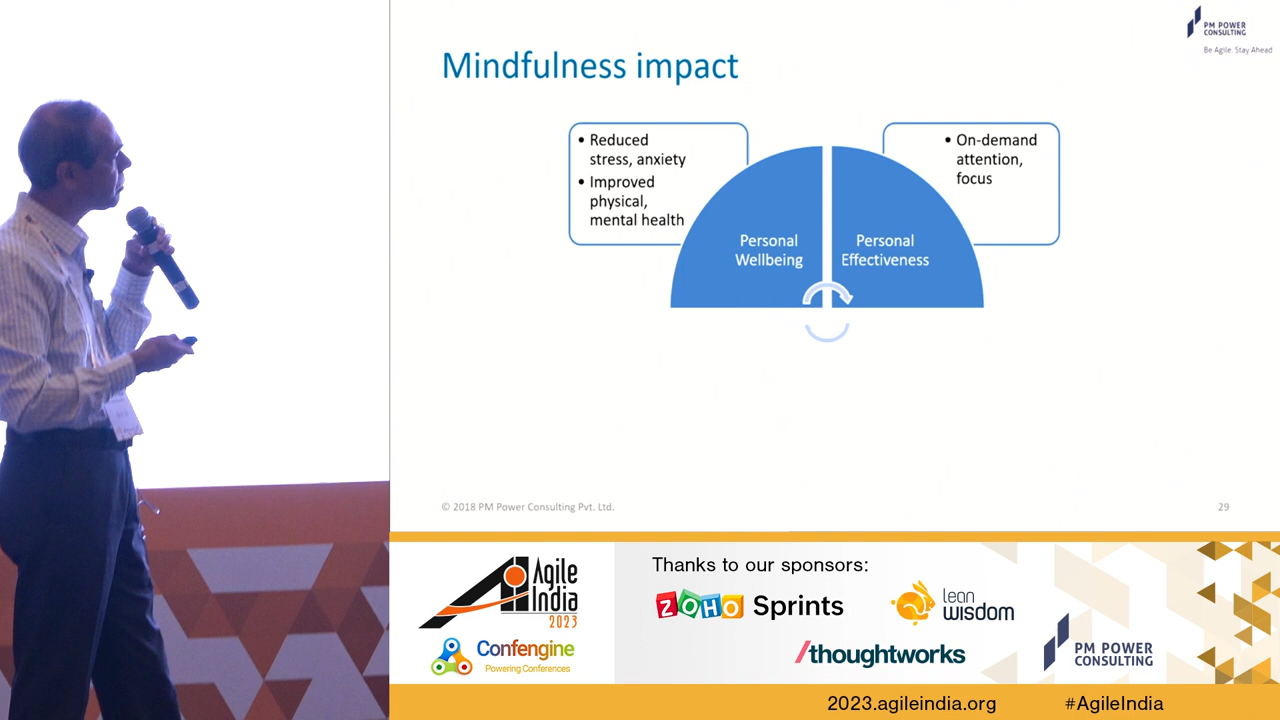 PM POWER
CONSULTING
Be Agile Stay Ahead
Mindfulness impact
• Reduced
stress, anxiety
• Improved
physical,
mental health
• On-demand
attention,
focus
Personal
Wellbeing
Personal
Effectiveness
© 2018 PM Power Consulting Pvt. Ltd.
29
Agile
India
2023
Confengine
Powering Conferences
Thanks to our sponsors:
ZOHO Sprints
lean
wisdom
/thoughtworks
PM POWER
CONSULTING
2023.agileindia.org
#AgileIndia